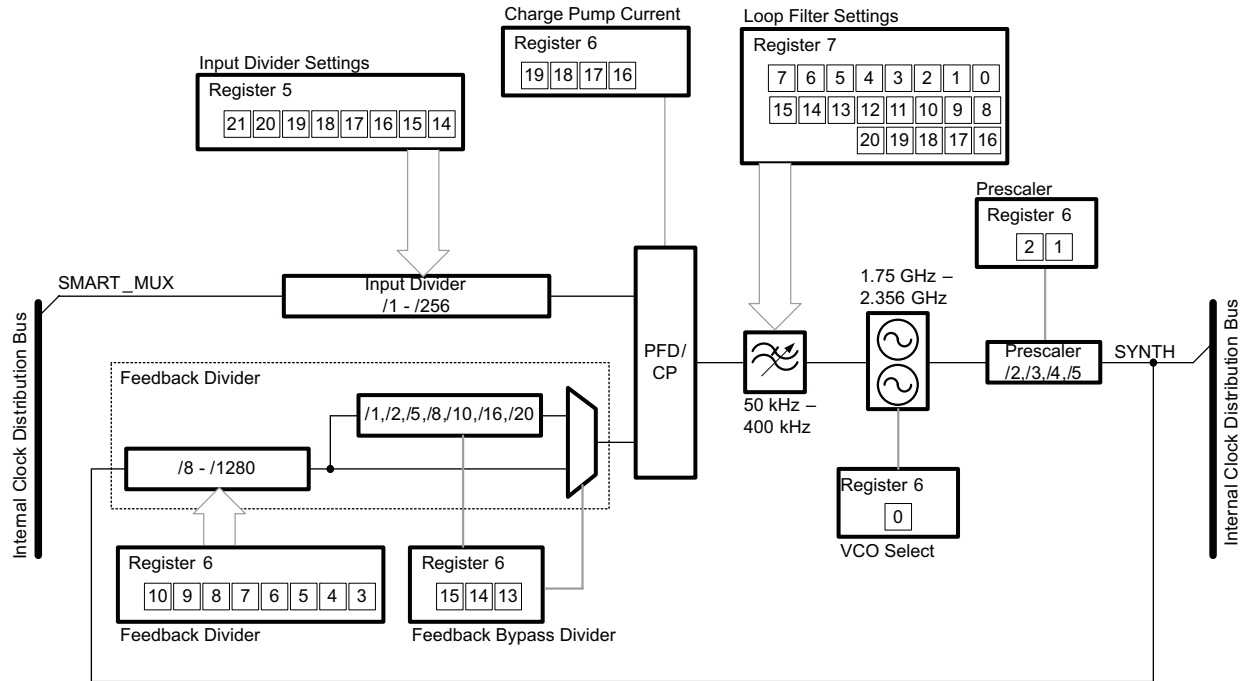 Charge Pump Current
Register 6
19 18 17 16
Loop Filter Settings
Register 7
7 6 5 4 3 2 1 0
15 14 13 12 11 10 9 8
20 19 18 17 16
Input Divider Settings
Register 5
21 20 19 18 17 16 15 14
Prescaler
Register 6
2 1
SMART_MUX
Input Divider
/1 - /256
1.75 GHz –
2.356 GHz
PFD/
CP
Prescaler
/2,/3,/4,/5
SYNTH
50 kHz –
400 kHz
Feedback Divider
/1,/2,/5,/8,/10,/16,/20
/8 - /1280
Internal Clock Distribution Bus
Internal Clock Distribution Bus
Register 6
0
VCO Select
Register 6
10 9 8 7 6 5 4 3
Feedback Divider
Register 6
15 14 13
Feedback Bypass Divider